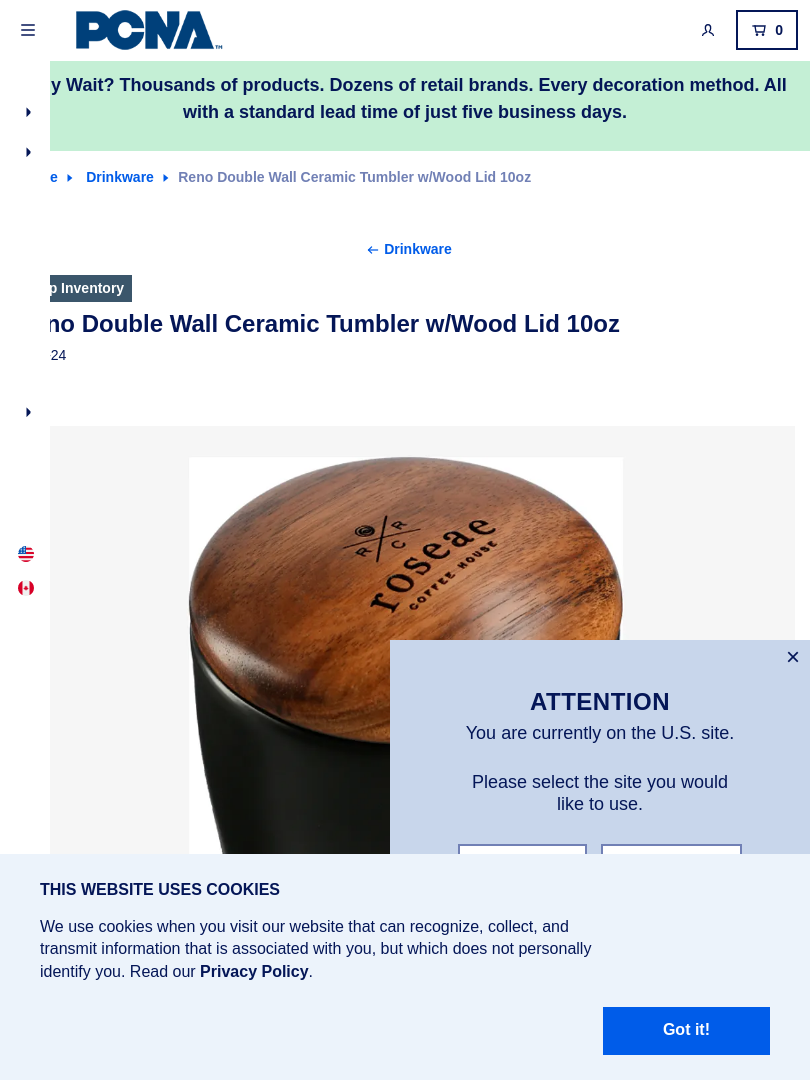 PCNA™
0
y Wait? Thousands of products. Dozens of retail brands. Every decoration method. All
with a standard lead time of just five business days.
e Drinkware Reno Double Wall Ceramic Tumbler w/Wood Lid 10oz
← Drinkware
p Inventory
no Double Wall Ceramic Tumbler w/Wood Lid 10oz
24
R R C
roseae
COFFEE HOUSE
ATTENTION
You are currently on the U.S. site.
Please select the site you would
like to use.
THIS WEBSITE USES COOKIES
We use cookies when you visit our website that can recognize, collect, and
transmit information that is associated with you, but which does not personally
identify you. Read our Privacy Policy.
Got it!